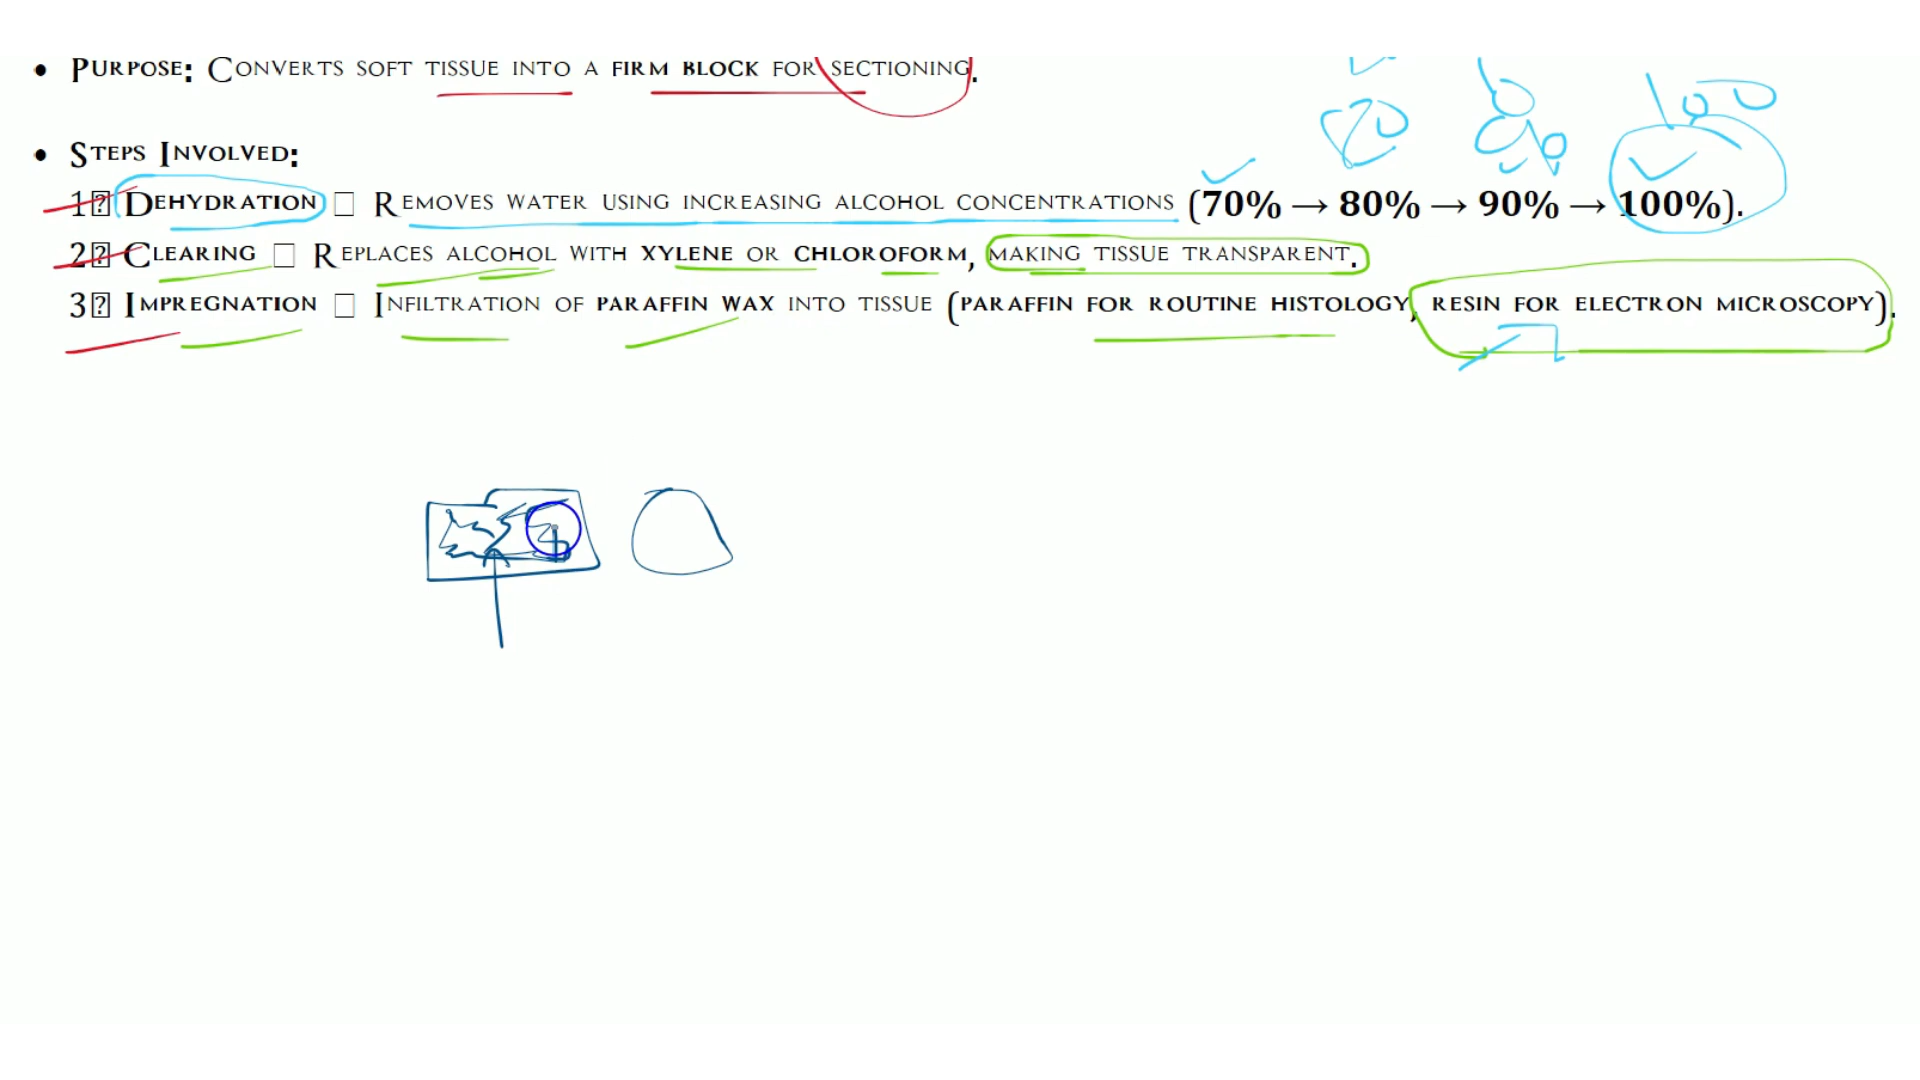 • Purpose: Converts soft tissue into a firm block for sectioning.
100
• Steps Involved:
1⍰ Dehydration □ Removes water using increasing alcohol concentrations (70% → 80% → 90% → 100%).
2⍰ Clearing □ Replaces alcohol with xylene or chloroform, making tissue transparent.
3⍰ Impregnation □ Infiltration of paraffin wax into tissue (paraffin for routine histology, resin for electron microscopy).